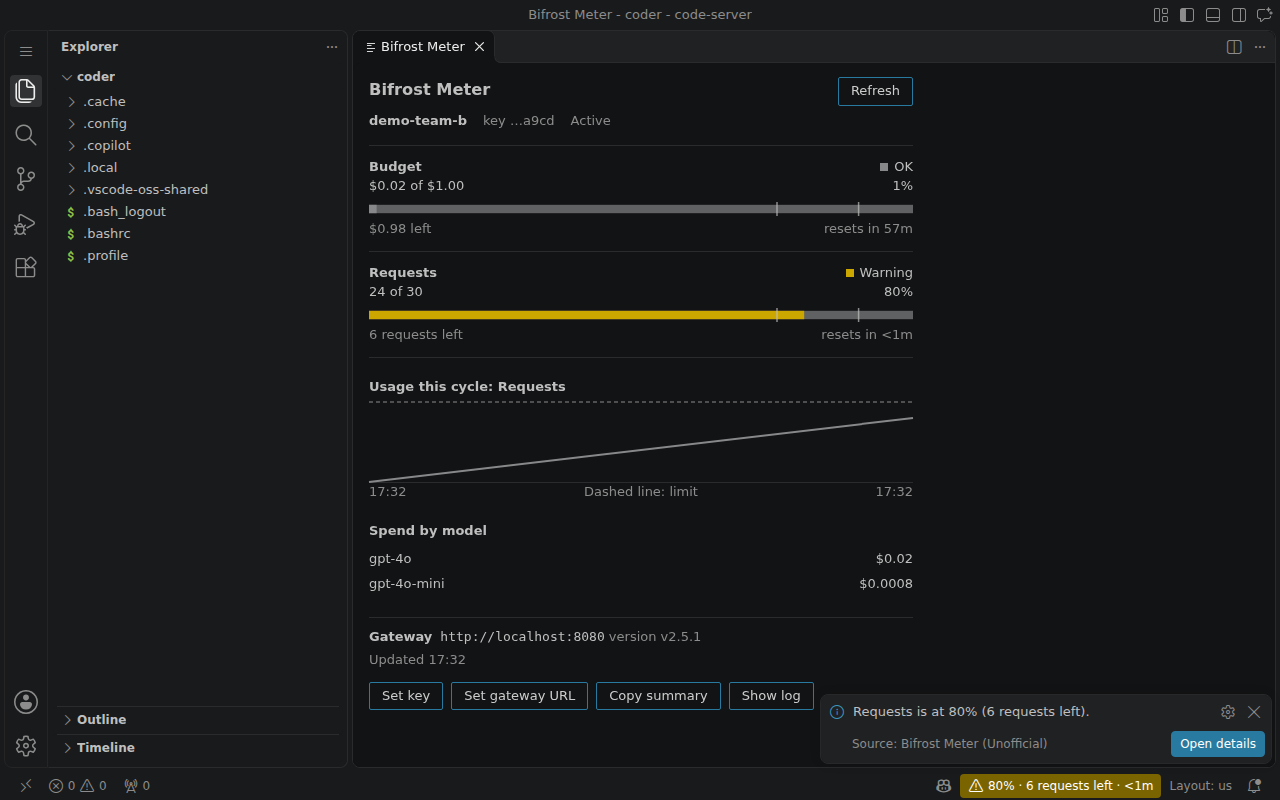 Bifrost Meter - coder - code-server
Explorer
coder
.cache
.config
.copilot
.local
.vscode-oss-shared
$ .bash_logout
$ .bashrc
$ .profile
Outline
Timeline
Bifrost Meter
Bifrost Meter
Refresh
demo-team-b key ...a9cd Active
Budget OK
$0.02 of $1.00 1%
$0.98 left resets in 57m
Requests Warning
24 of 30 80%
6 requests left resets in <1m
Usage this cycle: Requests
17:32 Dashed line: limit 17:32
Spend by model
gpt-4o $0.02
gpt-4o-mini $0.0008
Gateway http://localhost:8080 version v2.5.1
Updated 17:32
Set key Set gateway URL Copy summary Show log
Requests is at 80% (6 requests left).
Source: Bifrost Meter (Unofficial) Open details
0 0 0 80% · 6 requests left · <1m Layout: us